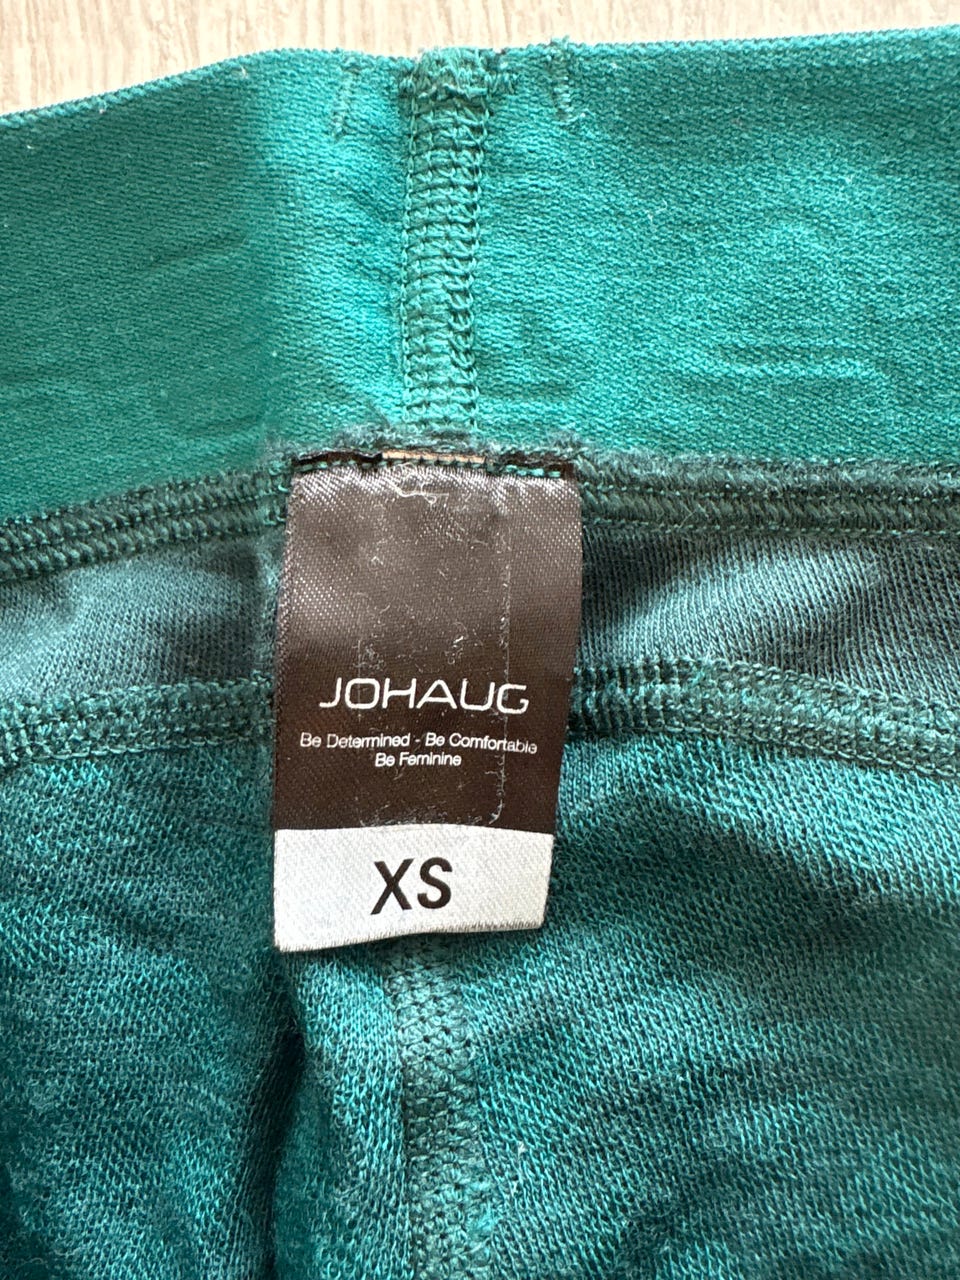 JOHAUG
Be Determined - Be Comfortable
Be Feminine
XS